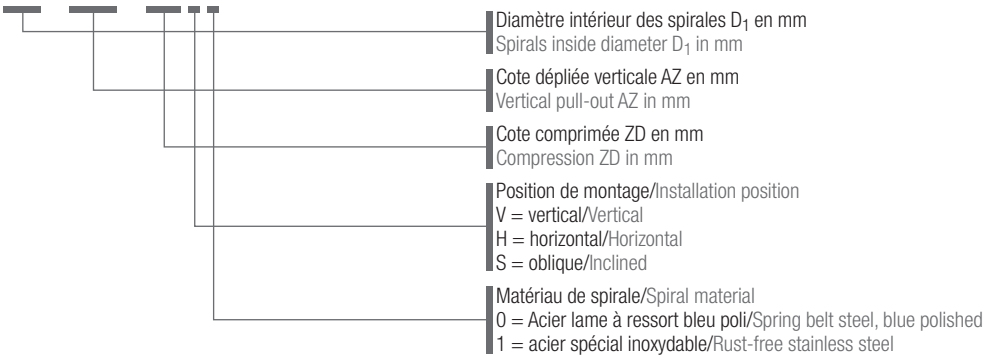 Diamètre intérieur des spirales D₁ en mm
Spirals inside diameter D₁ in mm
Cote dépliée verticale AZ en mm
Vertical pull-out AZ in mm
Cote comprimée ZD en mm
Compression ZD in mm
Position de montage/Installation position
V = vertical/Vertical
H = horizontal/Horizontal
S = oblique/Inclined
Matériau de spirale/Spiral material
0 = Acier lame à ressort bleu poli/Spring belt steel, blue polished
1 = acier spécial inoxydable/Rust-free stainless steel